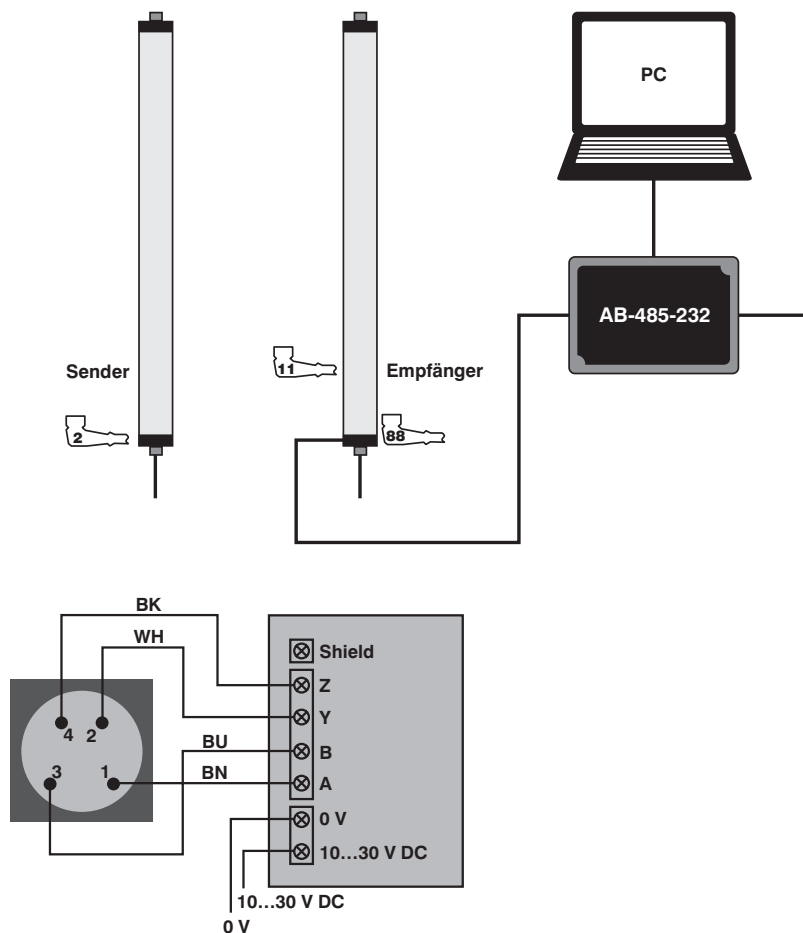 PC
AB-485-232
Sender
11
Empfänger
2
88
BK
WH
Shield
Z
Y
4 2
BU
B
3 1
BN
A
0 V
10...30 V DC
10...30 V DC
0 V